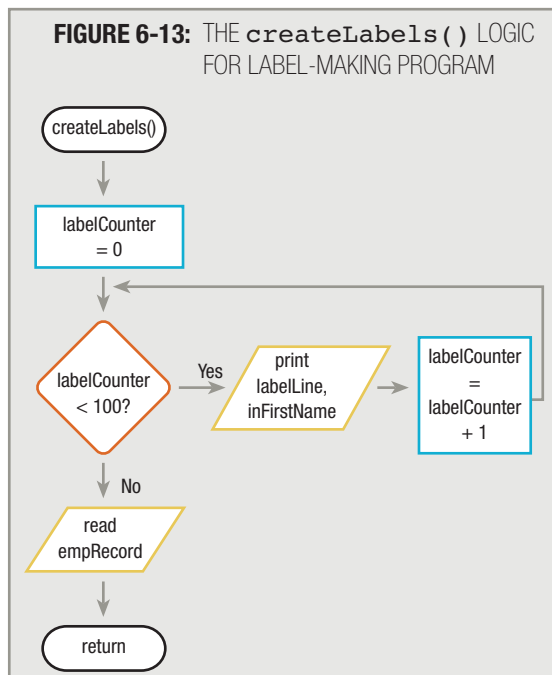 FIGURE 6-13: THE createLabels() LOGIC
FOR LABEL-MAKING PROGRAM
createLabels()
labelCounter
= 0
labelCounter
< 100?
Yes
print
labelLine,
inFirstName
labelCounter
=
labelCounter
+ 1
No
read
empRecord
return